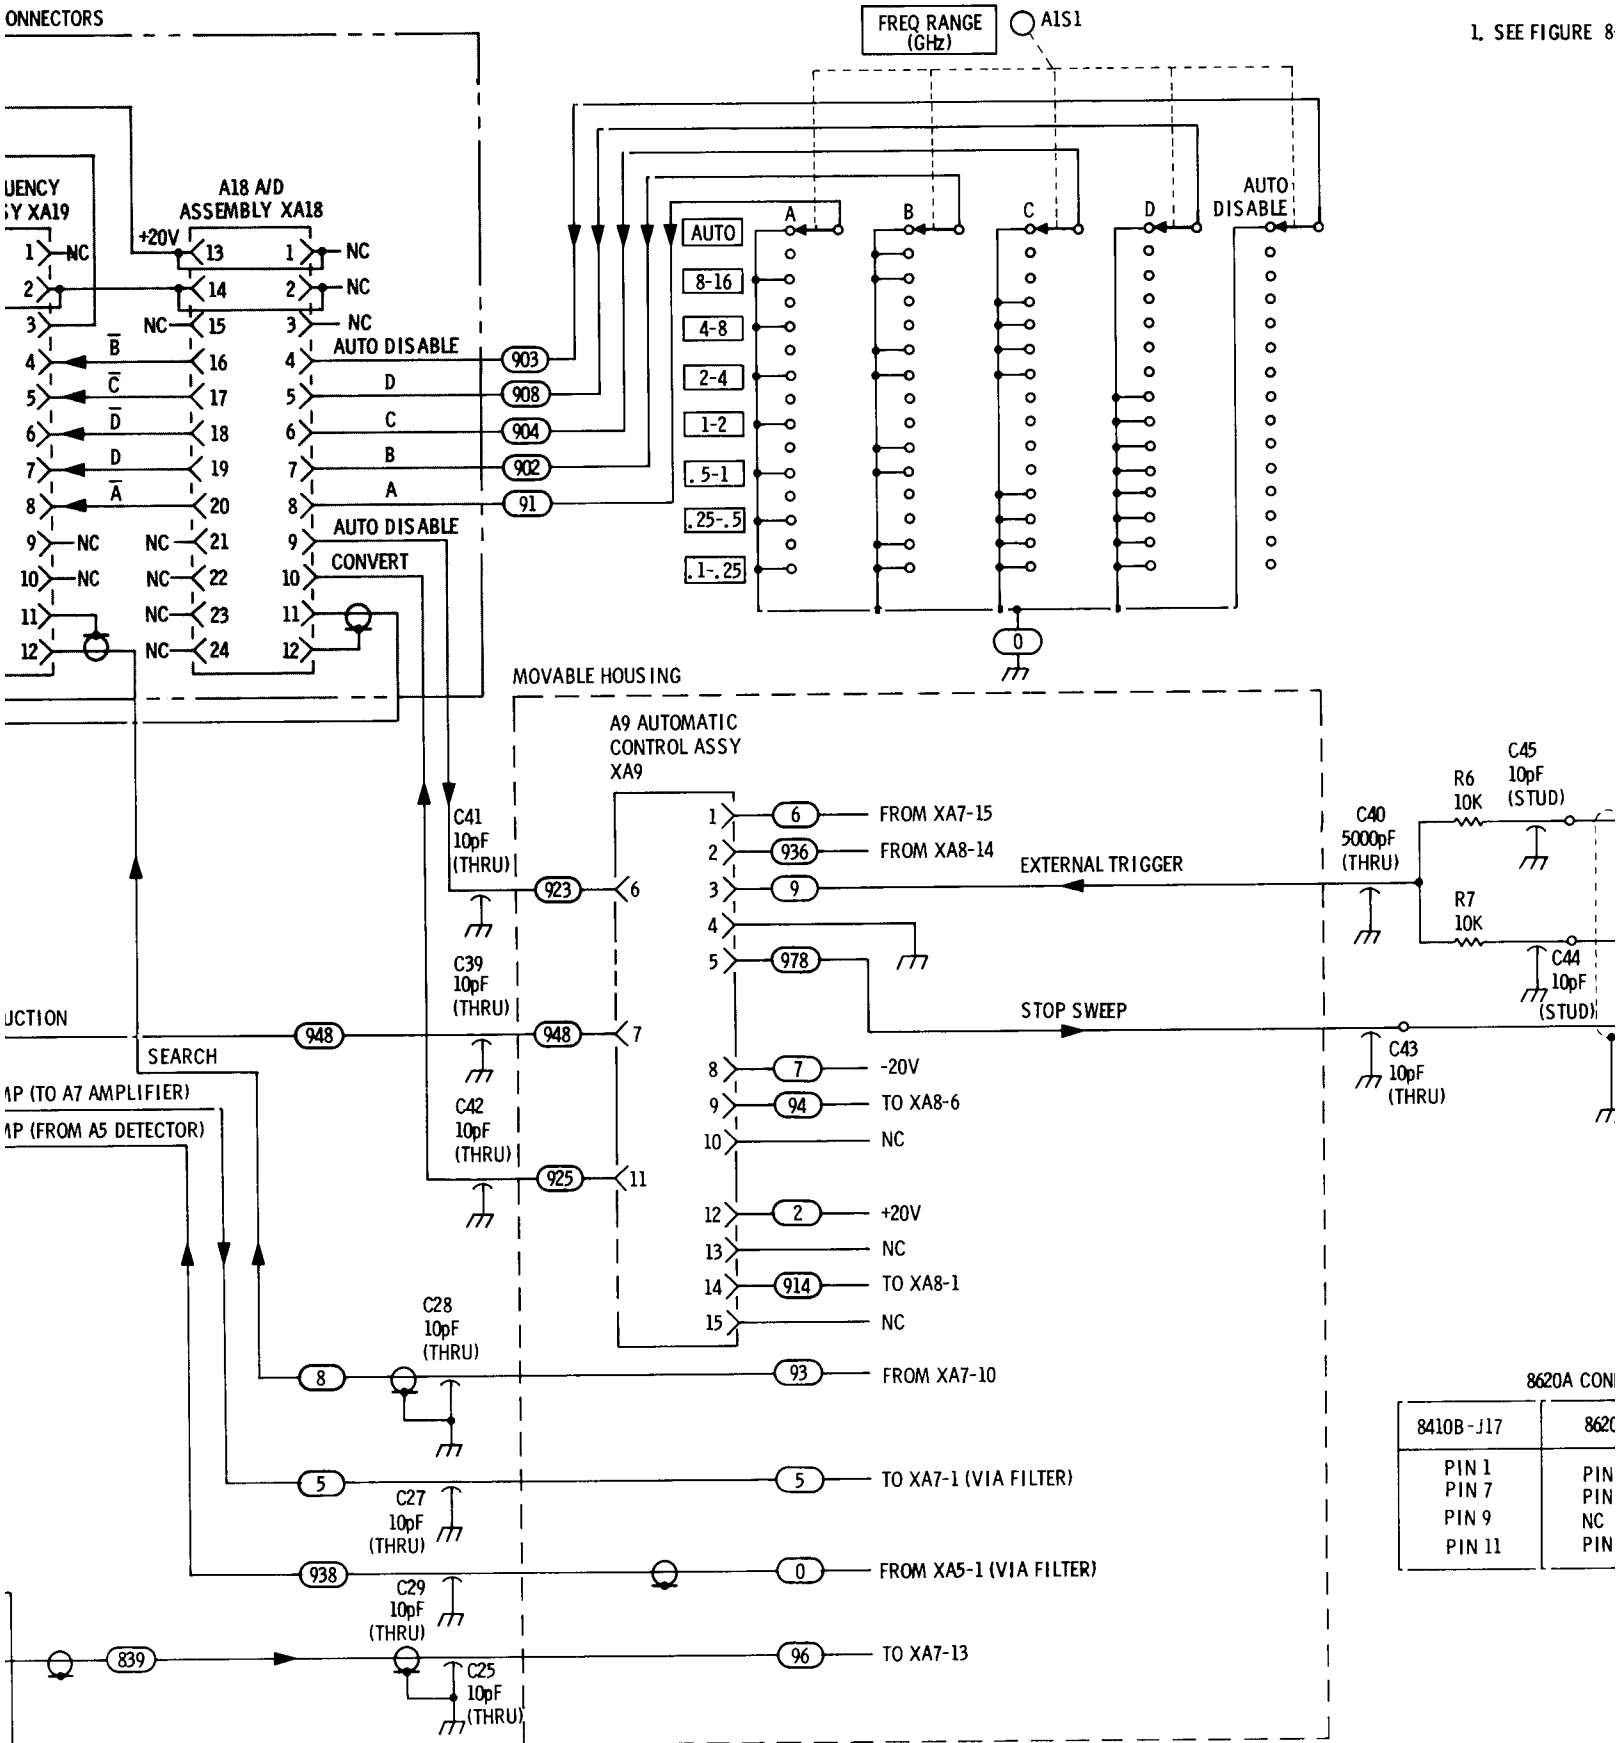 ONNECTORS
FREQ RANGE
(GHz)
A1S1
1. SEE FIGURE 8-
UENCY
SY XA19
A18 A/D
ASSEMBLY XA18
+20V
1 NC
2
3
4
5
6
7
8
9 NC
10 NC
11
12
B̅
C̅
D̅
D
A̅
13
14
NC 15
16
17
18
19
20
NC 21
NC 22
NC 23
NC 24
1 NC
2 NC
3 NC
4 AUTO DISABLE 903
5 D 908
6 C 904
7 B 902
8 A 91
9 AUTO DISABLE
10 CONVERT
11
12
A B C D AUTO
DISABLE
AUTO
8-16
4-8
2-4
1-2
.5-1
.25-.5
.1-.25
0
MOVABLE HOUSING
A9 AUTOMATIC
CONTROL ASSY
XA9
1 6 FROM XA7-15
2 936 FROM XA8-14
3 9 EXTERNAL TRIGGER
4
5 978 STOP SWEEP
8 7 -20V
9 94 TO XA8-6
10 NC
12 2 +20V
13 NC
14 914 TO XA8-1
15 NC
C41
10pF
(THRU)
923 6
C39
10pF
(THRU)
UCTION
948 948 7
SEARCH
MP (TO A7 AMPLIFIER)
MP (FROM A5 DETECTOR)
C42
10pF
(THRU)
925 11
C40
5000pF
(THRU)
R6
10K
C45
10pF
(STUD)
R7
10K
C44
10pF
(STUD)
C43
10pF
(THRU)
C28
10pF
(THRU)
8 93 FROM XA7-10
5 5 TO XA7-1 (VIA FILTER)
C27
10pF
(THRU)
938 0 FROM XA5-1 (VIA FILTER)
C29
10pF
(THRU)
839 96 TO XA7-13
C25
10pF
(THRU)
8620A CON
8410B-J17 8620
PIN 1 PIN
PIN 7 PIN
PIN 9 NC
PIN 11 PIN